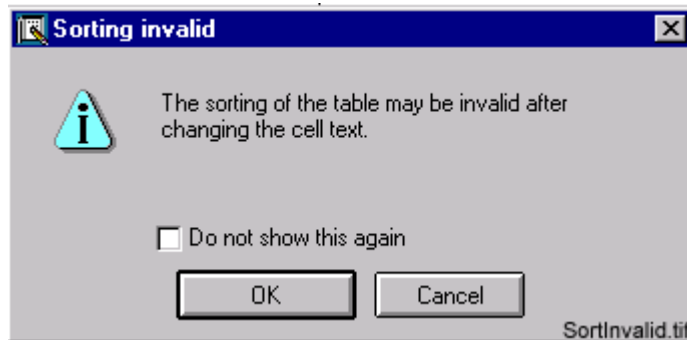 Sorting invalid
The sorting of the table may be invalid after
changing the cell text.
Do not show this again
OK
Cancel
SortInvalid.tif